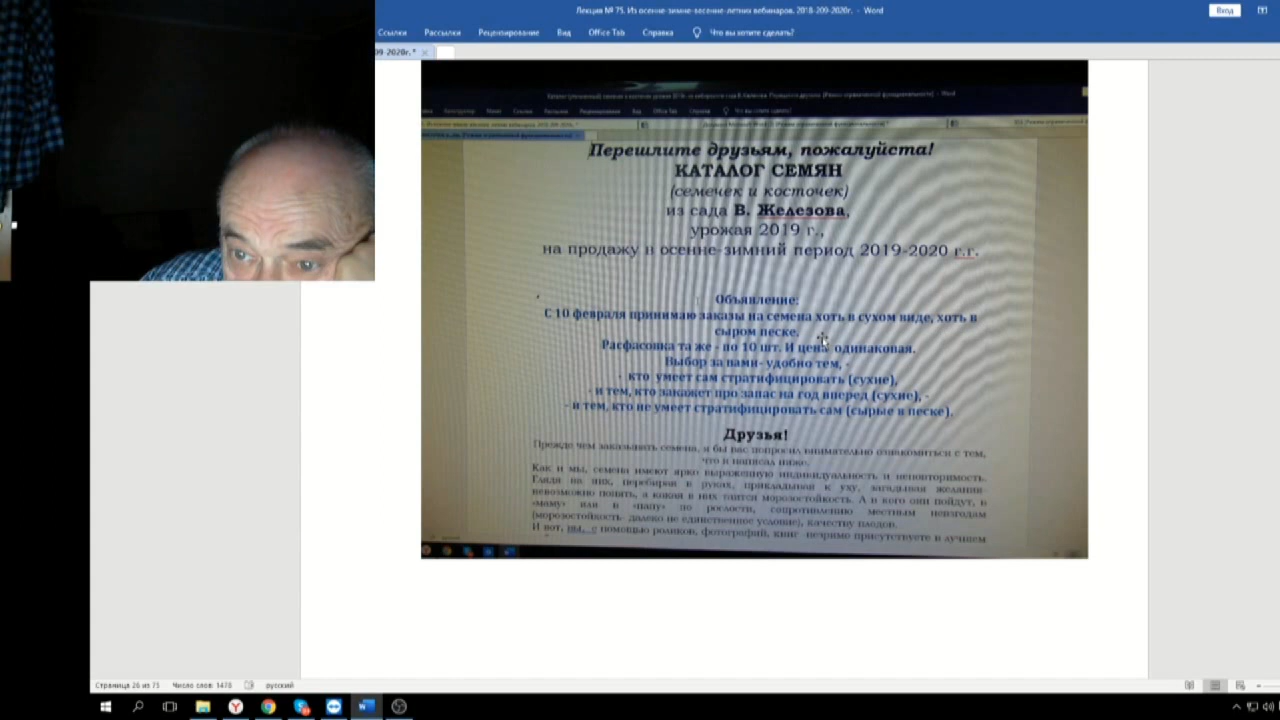 Лекция № 75. Из осенне-зимне-весенне-летних вебинаров. 2018-209-2020г. - Word
Вход
Ссылки Рассылки Рецензирование Вид Office Tab Справка Что вы хотите сделать?
09-2020г. *
Перешлите друзьям, пожалуйста!
КАТАЛОГ СЕМЯН
(семечек и косточек)
из сада В. Железова,
урожая 2019 г.,
на продажу в осенне-зимний период 2019-2020 г.г.
Объявление:
С 10 февраля принимаю заказы на семена хоть в сухом виде, хоть в
сыром песке.
Расфасовка та же - по 10 шт. И цена одинаковая.
Выбор за вами- удобно тем, -
- кто умеет сам стратифицировать (сухие),
- и тем, кто закажет про запас на год вперед (сухие), -
- и тем, кто не умеет стратифицировать сам (сырые в песке).
Друзья!
Прежде чем заказывать семена, я бы вас попросил внимательно ознакомиться с тем,
что я написал ниже.
Как и мы, семена имеют ярко выраженную индивидуальность и неповторимость.
Глядя на них, перебирая в руках, прикладывая к уху, загадывая желания-
невозможно понять, а какая в них таится морозостойкость. А в кого они пойдут, в
«маму» или в «папу» по рослости, сопротивлению местным невзгодам
(морозостойкость- далеко не единственное условие), качеству плодов.
И вот, вы, с помощью роликов, фотографий, книг незримо присутствуете в лучшем
Страница 26 из 75 Число слов: 1478 русский